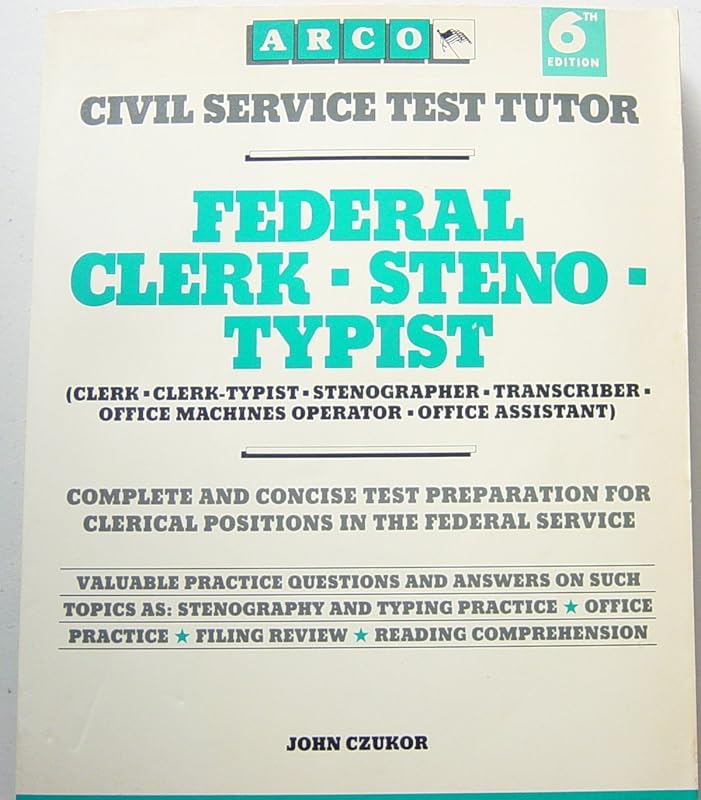 ARCO
6TH
EDITION
CIVIL SERVICE TEST TUTOR
FEDERAL
CLERK ▪ STENO ▪
TYPIST
(CLERK ▪ CLERK-TYPIST ▪ STENOGRAPHER ▪ TRANSCRIBER ▪
OFFICE MACHINES OPERATOR ▪ OFFICE ASSISTANT)
COMPLETE AND CONCISE TEST PREPARATION FOR
CLERICAL POSITIONS IN THE FEDERAL SERVICE
VALUABLE PRACTICE QUESTIONS AND ANSWERS ON SUCH
TOPICS AS: STENOGRAPHY AND TYPING PRACTICE ★ OFFICE
PRACTICE ★ FILING REVIEW ★ READING COMPREHENSION
JOHN CZUKOR